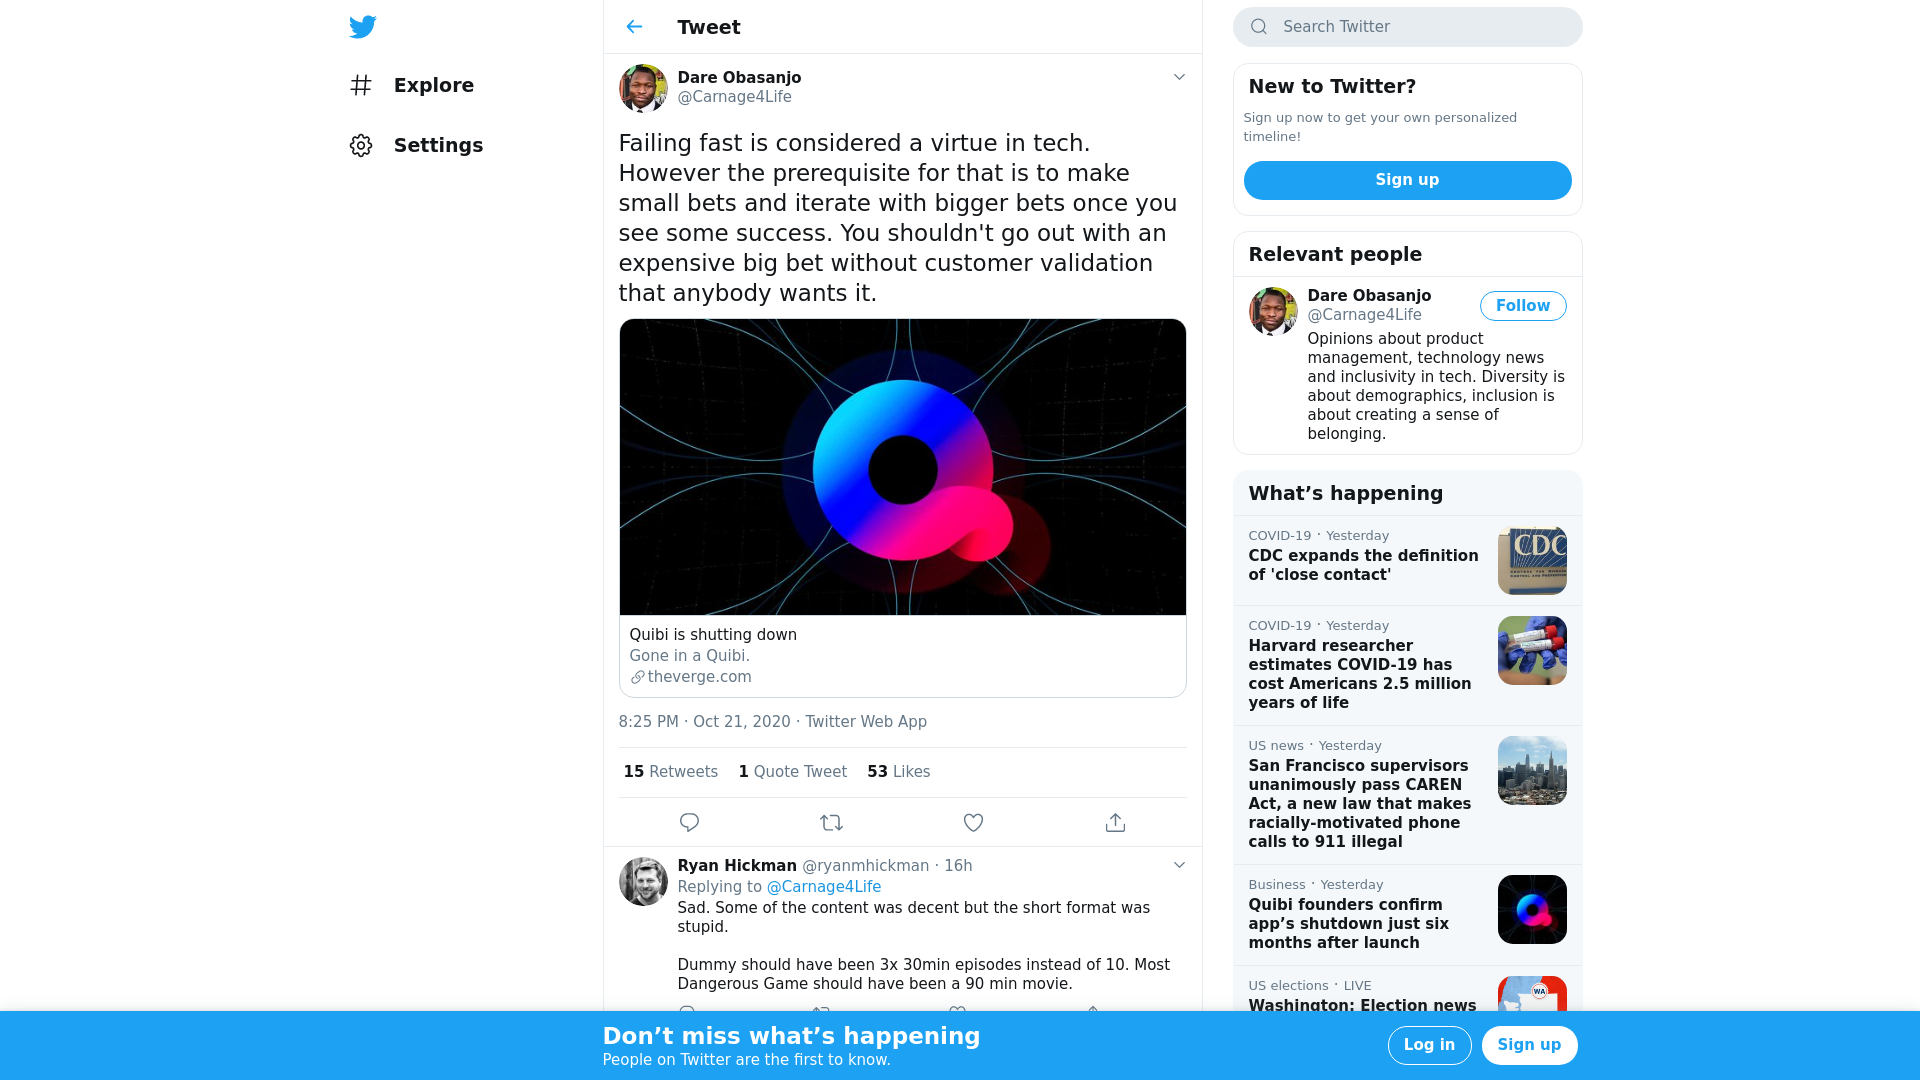 Explore
Settings
Tweet
Dare Obasanjo
@Carnage4Life
Failing fast is considered a virtue in tech.
However the prerequisite for that is to make
small bets and iterate with bigger bets once you
see some success. You shouldn't go out with an
expensive big bet without customer validation
that anybody wants it.
Quibi is shutting down
Gone in a Quibi.
theverge.com
8:25 PM · Oct 21, 2020 · Twitter Web App
15 Retweets 1 Quote Tweet 53 Likes
Ryan Hickman @ryanmhickman · 16h
Replying to @Carnage4Life
Sad. Some of the content was decent but the short format was
stupid.
Dummy should have been 3x 30min episodes instead of 10. Most
Dangerous Game should have been a 90 min movie.
Search Twitter
New to Twitter?
Sign up now to get your own personalized
timeline!
Sign up
Relevant people
Dare Obasanjo
@Carnage4Life
Follow
Opinions about product
management, technology news
and inclusivity in tech. Diversity is
about demographics, inclusion is
about creating a sense of
belonging.
What’s happening
COVID-19 · Yesterday
CDC expands the definition
of 'close contact'
CDC
COVID-19 · Yesterday
Harvard researcher
estimates COVID-19 has
cost Americans 2.5 million
years of life
US news · Yesterday
San Francisco supervisors
unanimously pass CAREN
Act, a new law that makes
racially-motivated phone
calls to 911 illegal
Business · Yesterday
Quibi founders confirm
app’s shutdown just six
months after launch
US elections · LIVE
Washington: Election news
WA
Don’t miss what’s happening
People on Twitter are the first to know.
Log in
Sign up